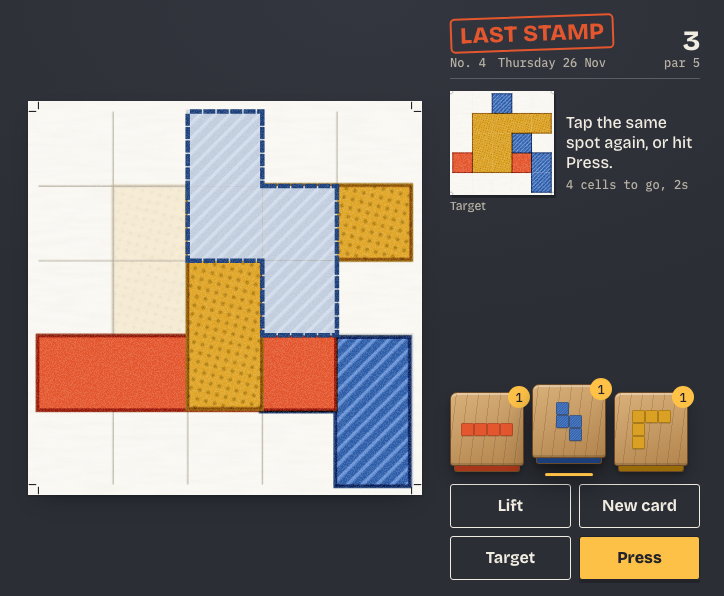 LAST STAMP
3
No. 4 Thursday 26 Nov
par 5
Tap the same
spot again, or hit
Press.
4 cells to go, 2s
Target
1
1
1
Lift
New card
Target
Press